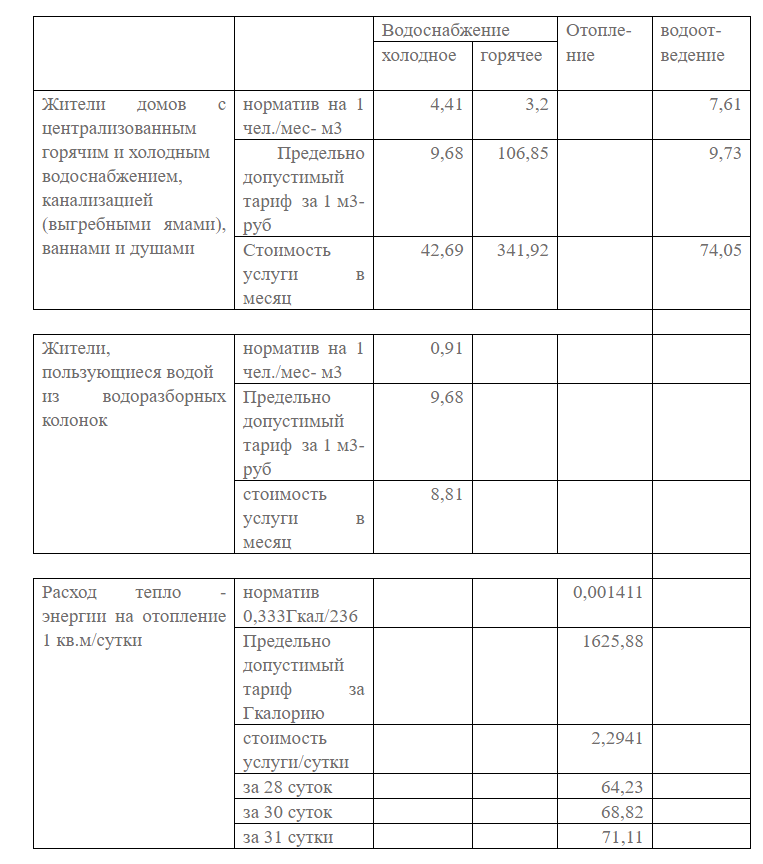 Водоснабжение Отопле- водоот-
холодное горячее ние ведение
Жители домов с норматив на 1 4,41 3,2 7,61
централизованным чел./мес- м3
горячим и холодным Предельно 9,68 106,85 9,73
водоснабжением, допустимый
канализацией тариф за 1 м3-
(выгребными ямами), руб
ваннами и душами Стоимость 42,69 341,92 74,05
услуги в
месяц
Жители, норматив на 1 0,91
пользующиеся водой чел./мес- м3
из водоразборных Предельно 9,68
колонок допустимый
тариф за 1 м3-
руб
стоимость 8,81
услуги в
месяц
Расход тепло - норматив 0,001411
энергии на отопление 0,333Гкал/236
1 кв.м/сутки Предельно 1625,88
допустимый
тариф за
Гкалорию
стоимость 2,2941
услуги/сутки
за 28 суток 64,23
за 30 суток 68,82
за 31 сутки 71,11